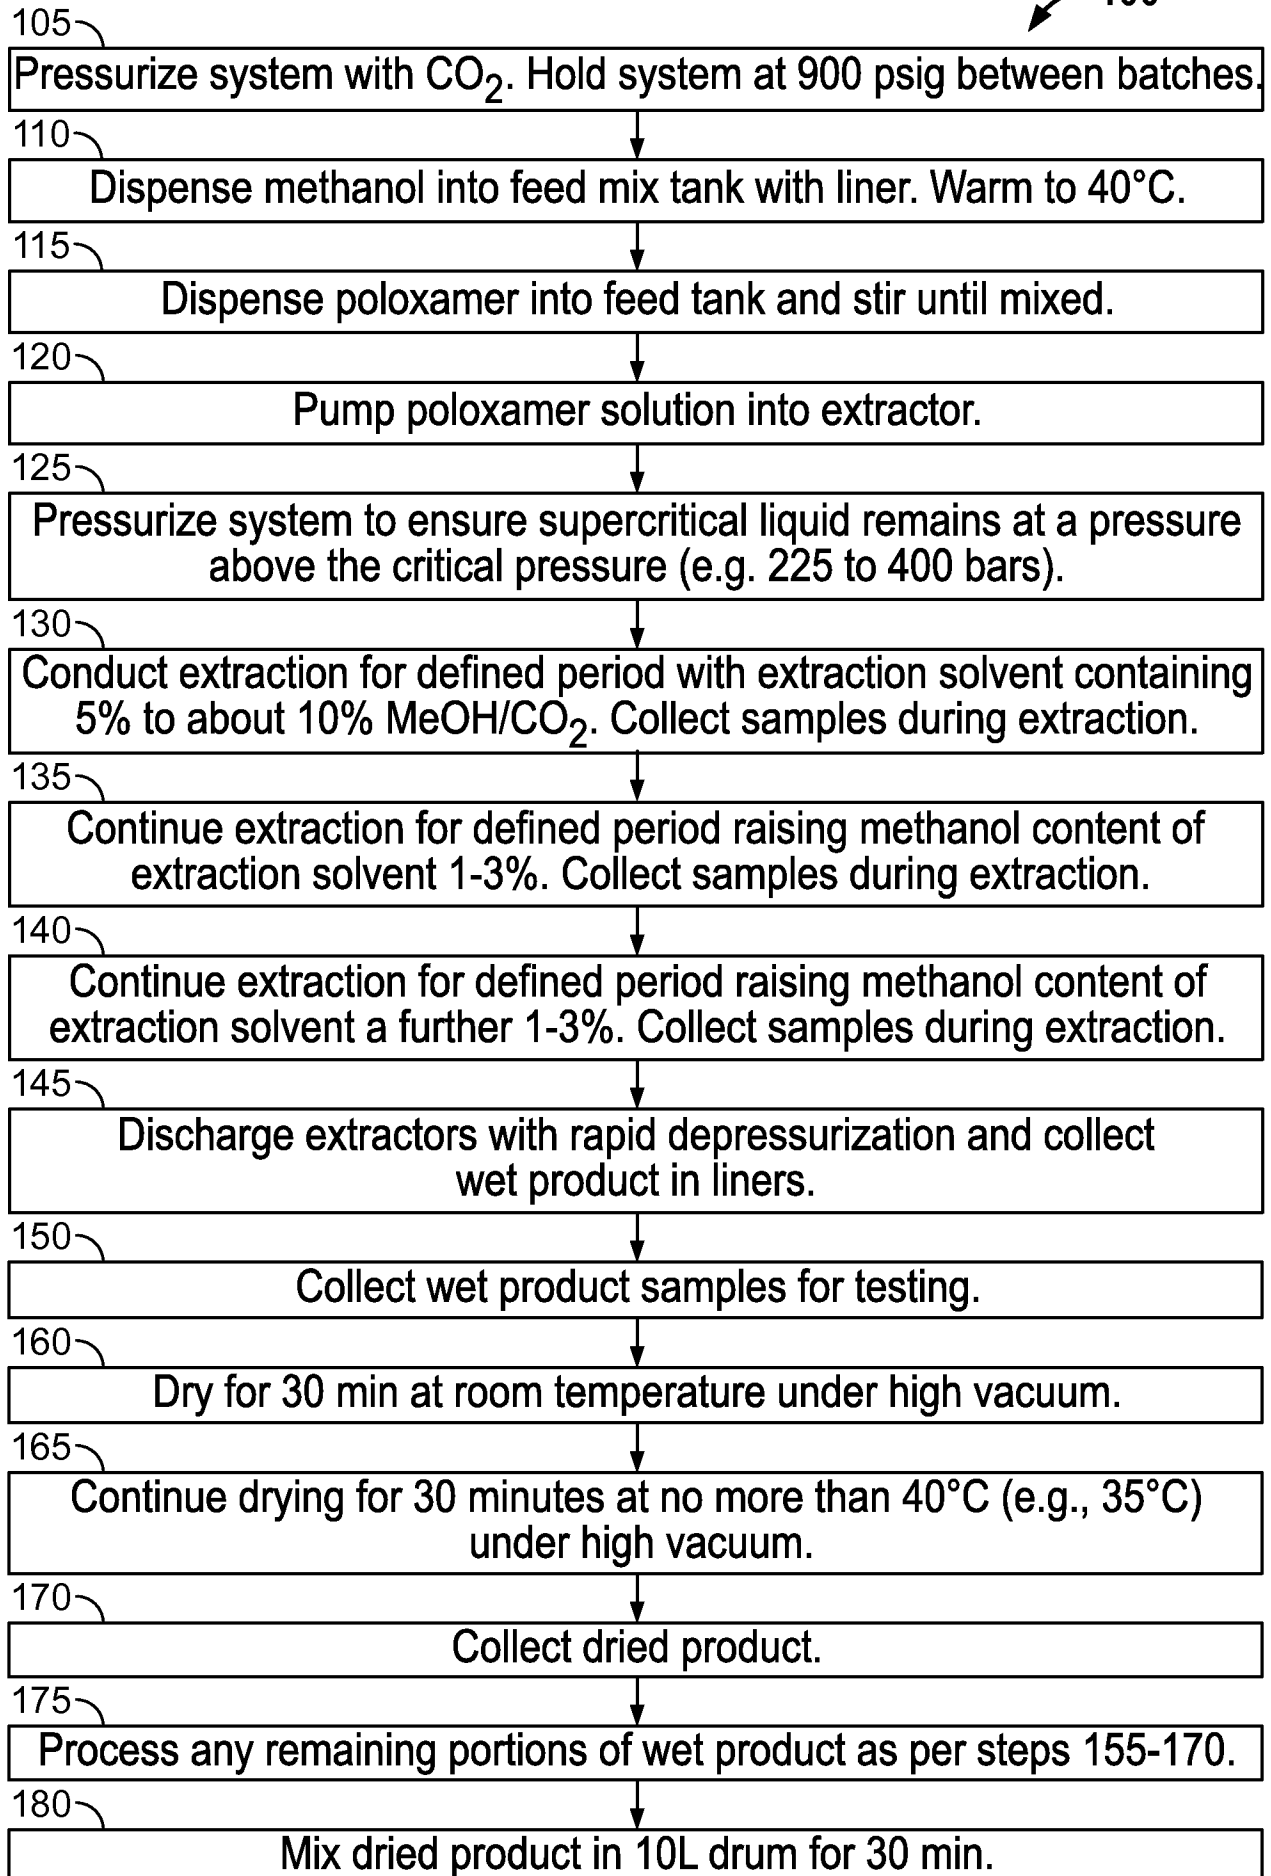 105
Pressurize system with CO2. Hold system at 900 psig between batches.
110
Dispense methanol into feed mix tank with liner. Warm to 40°C.
115
Dispense poloxamer into feed tank and stir until mixed.
120
Pump poloxamer solution into extractor.
125
Pressurize system to ensure supercritical liquid remains at a pressure
above the critical pressure (e.g. 225 to 400 bars).
130
Conduct extraction for defined period with extraction solvent containing
5% to about 10% MeOH/CO2. Collect samples during extraction.
135
Continue extraction for defined period raising methanol content of
extraction solvent 1-3%. Collect samples during extraction.
140
Continue extraction for defined period raising methanol content of
extraction solvent a further 1-3%. Collect samples during extraction.
145
Discharge extractors with rapid depressurization and collect
wet product in liners.
150
Collect wet product samples for testing.
160
Dry for 30 min at room temperature under high vacuum.
165
Continue drying for 30 minutes at no more than 40°C (e.g., 35°C)
under high vacuum.
170
Collect dried product.
175
Process any remaining portions of wet product as per steps 155-170.
180
Mix dried product in 10L drum for 30 min.